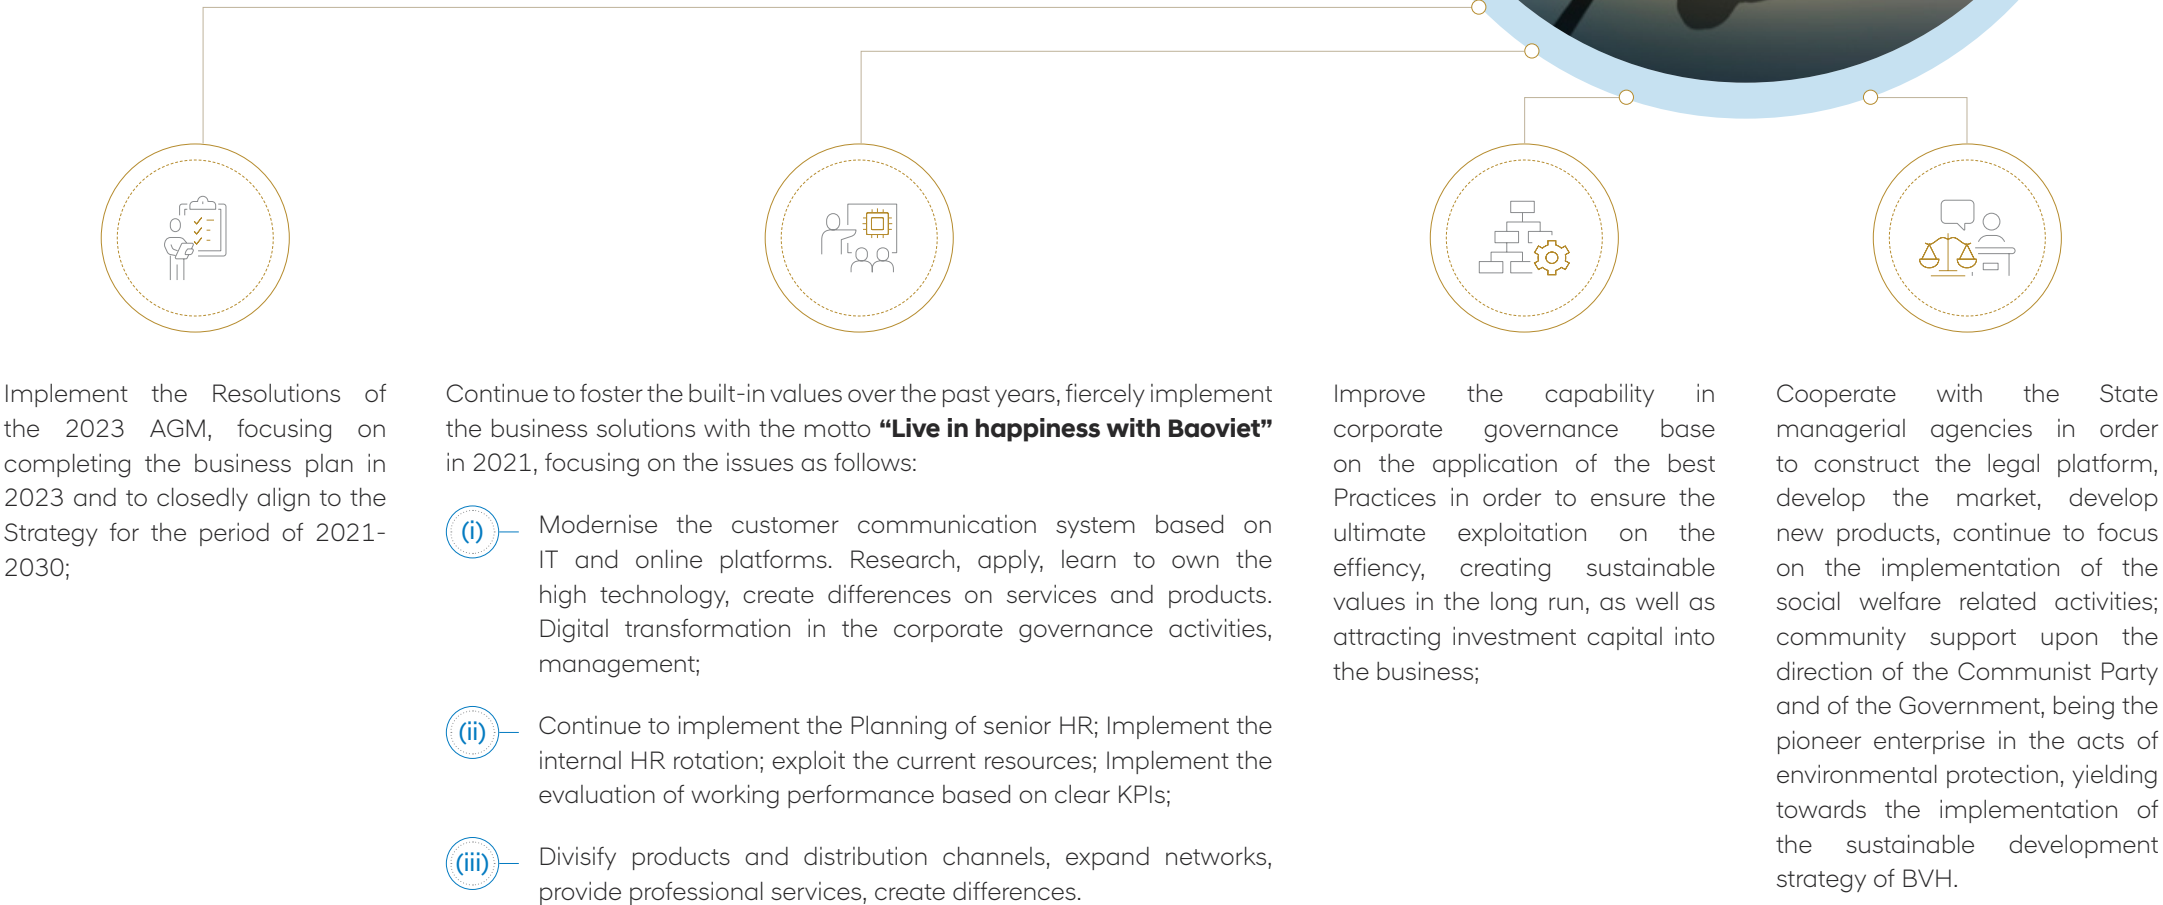 Implement the Resolutions of
the 2023 AGM, focusing on
completing the business plan in
2023 and to closedly align to the
Strategy for the period of 2021-
2030;
Continue to foster the built-in values over the past years, fiercely implement
the business solutions with the motto “Live in happiness with Baoviet”
in 2021, focusing on the issues as follows:
(i) Modernise the customer communication system based on
IT and online platforms. Research, apply, learn to own the
high technology, create differences on services and products.
Digital transformation in the corporate governance activities,
management;
(ii) Continue to implement the Planning of senior HR; Implement the
internal HR rotation; exploit the current resources; Implement the
evaluation of working performance based on clear KPIs;
(iii) Divisify products and distribution channels, expand networks,
provide professional services, create differences.
Improve the capability in
corporate governance base
on the application of the best
Practices in order to ensure the
ultimate exploitation on the
effiency, creating sustainable
values in the long run, as well as
attracting investment capital into
the business;
Cooperate with the State
managerial agencies in order
to construct the legal platform,
develop the market, develop
new products, continue to focus
on the implementation of the
social welfare related activities;
community support upon the
direction of the Communist Party
and of the Government, being the
pioneer enterprise in the acts of
environmental protection, yielding
towards the implementation of
the sustainable development
strategy of BVH.